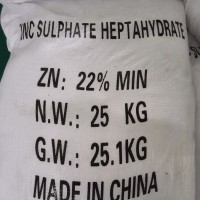 ZINC SULPHATE HEPTAHYDRATE
ZN: 22% MIN
N.W.: 25 KG
G.W.: 25.1KG
MADE IN CHINA